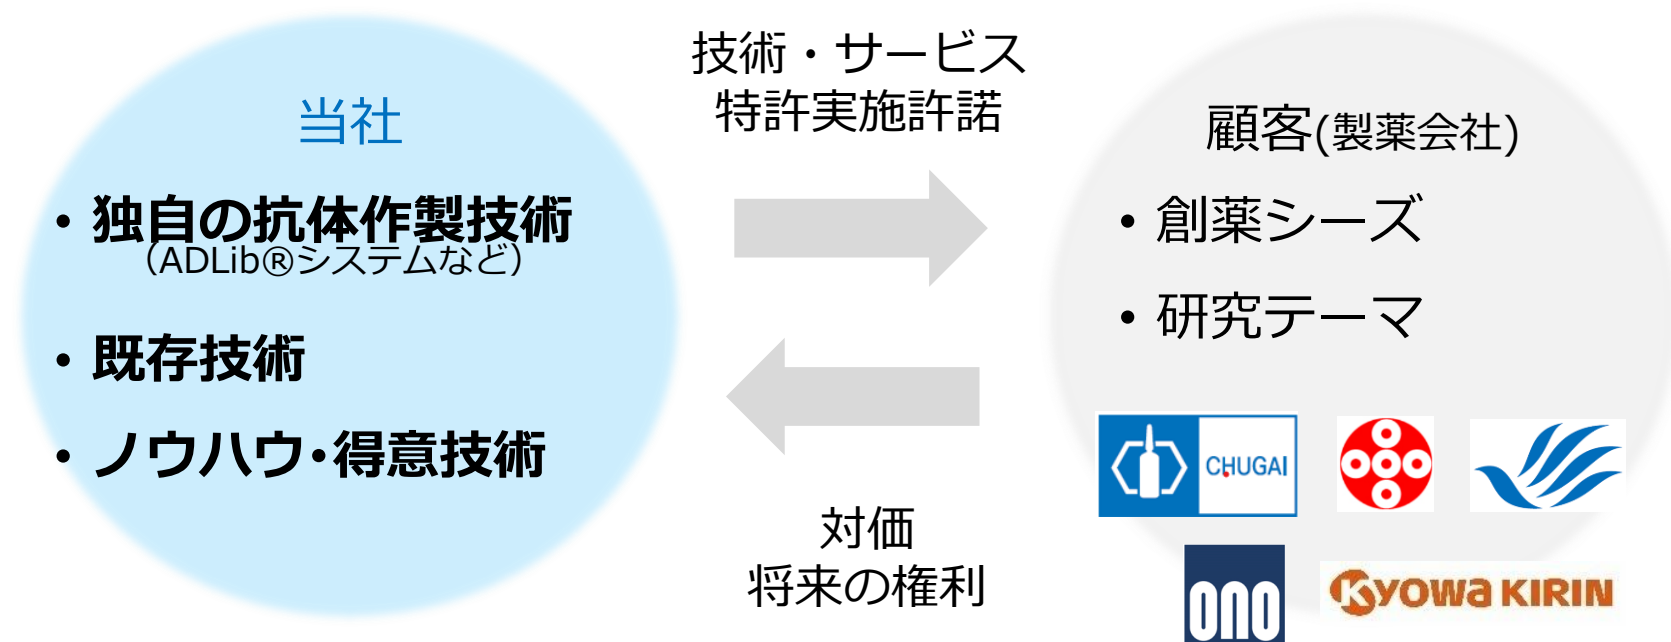 当社
・独自の抗体作製技術
（ADLib®システムなど）
・既存技術
・ノウハウ・得意技術
技術・サービス
特許実施許諾
対価
将来の権利
顧客(製薬会社)
・創薬シーズ
・研究テーマ
CHUGAI
ono
Kyowa KIRIN